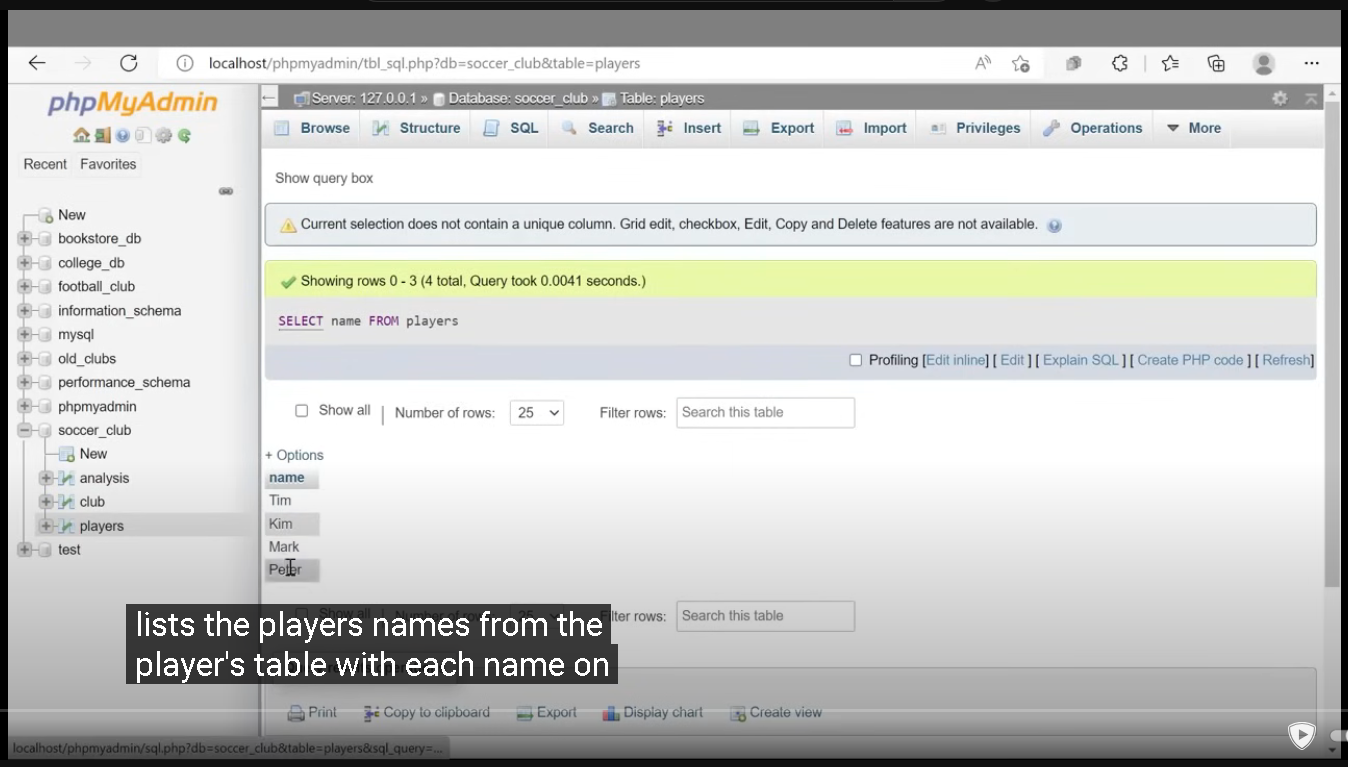 localhost/phpmyadmin/tbl_sql.php?db=soccer_club&table=players
phpMyAdmin
Server: 127.0.0.1 » Database: soccer_club » Table: players
Browse Structure SQL Search Insert Export Import Privileges Operations More
Recent Favorites
Show query box
New
bookstore_db
college_db
football_club
information_schema
mysql
old_clubs
performance_schema
phpmyadmin
soccer_club
New
analysis
club
players
test
Current selection does not contain a unique column. Grid edit, checkbox, Edit, Copy and Delete features are not available.
Showing rows 0 - 3 (4 total, Query took 0.0041 seconds.)
SELECT name FROM players
Profiling [Edit inline] [ Edit ] [ Explain SQL ] [ Create PHP code ] [ Refresh]
Show all | Number of rows: 25 Filter rows: Search this table
+ Options
name
Tim
Kim
Mark
Peter
Show all | Number of rows: 25 Filter rows: Search this table
lists the players names from the
player's table with each name on
Print Copy to clipboard Export Display chart Create view
localhost/phpmyadmin/sql.php?db=soccer_club&table=players&sql_query=...